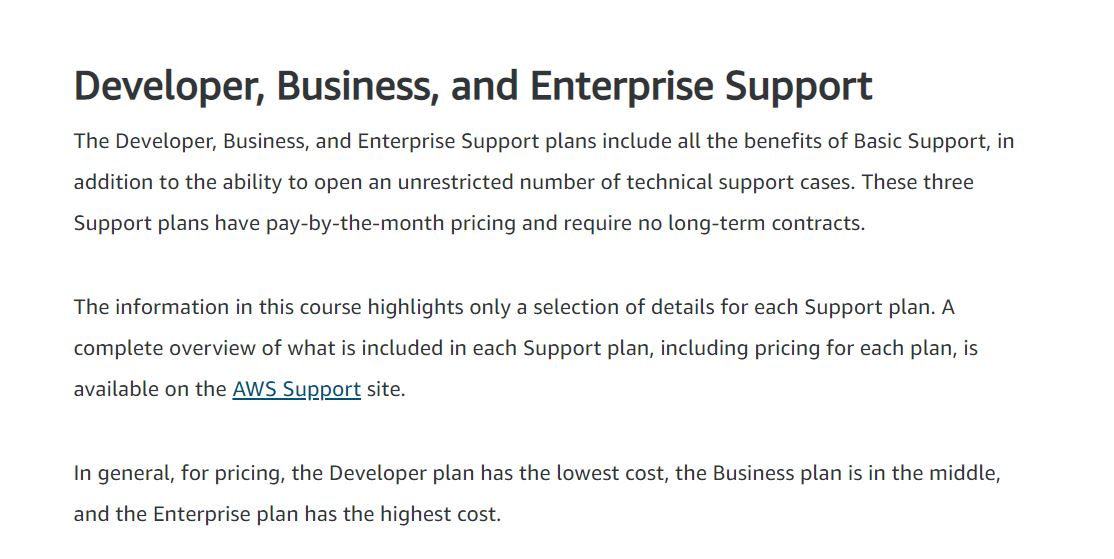 Developer, Business, and Enterprise Support
The Developer, Business, and Enterprise Support plans include all the benefits of Basic Support, in
addition to the ability to open an unrestricted number of technical support cases. These three
Support plans have pay-by-the-month pricing and require no long-term contracts.
The information in this course highlights only a selection of details for each Support plan. A
complete overview of what is included in each Support plan, including pricing for each plan, is
available on the AWS Support site.
In general, for pricing, the Developer plan has the lowest cost, the Business plan is in the middle,
and the Enterprise plan has the highest cost.